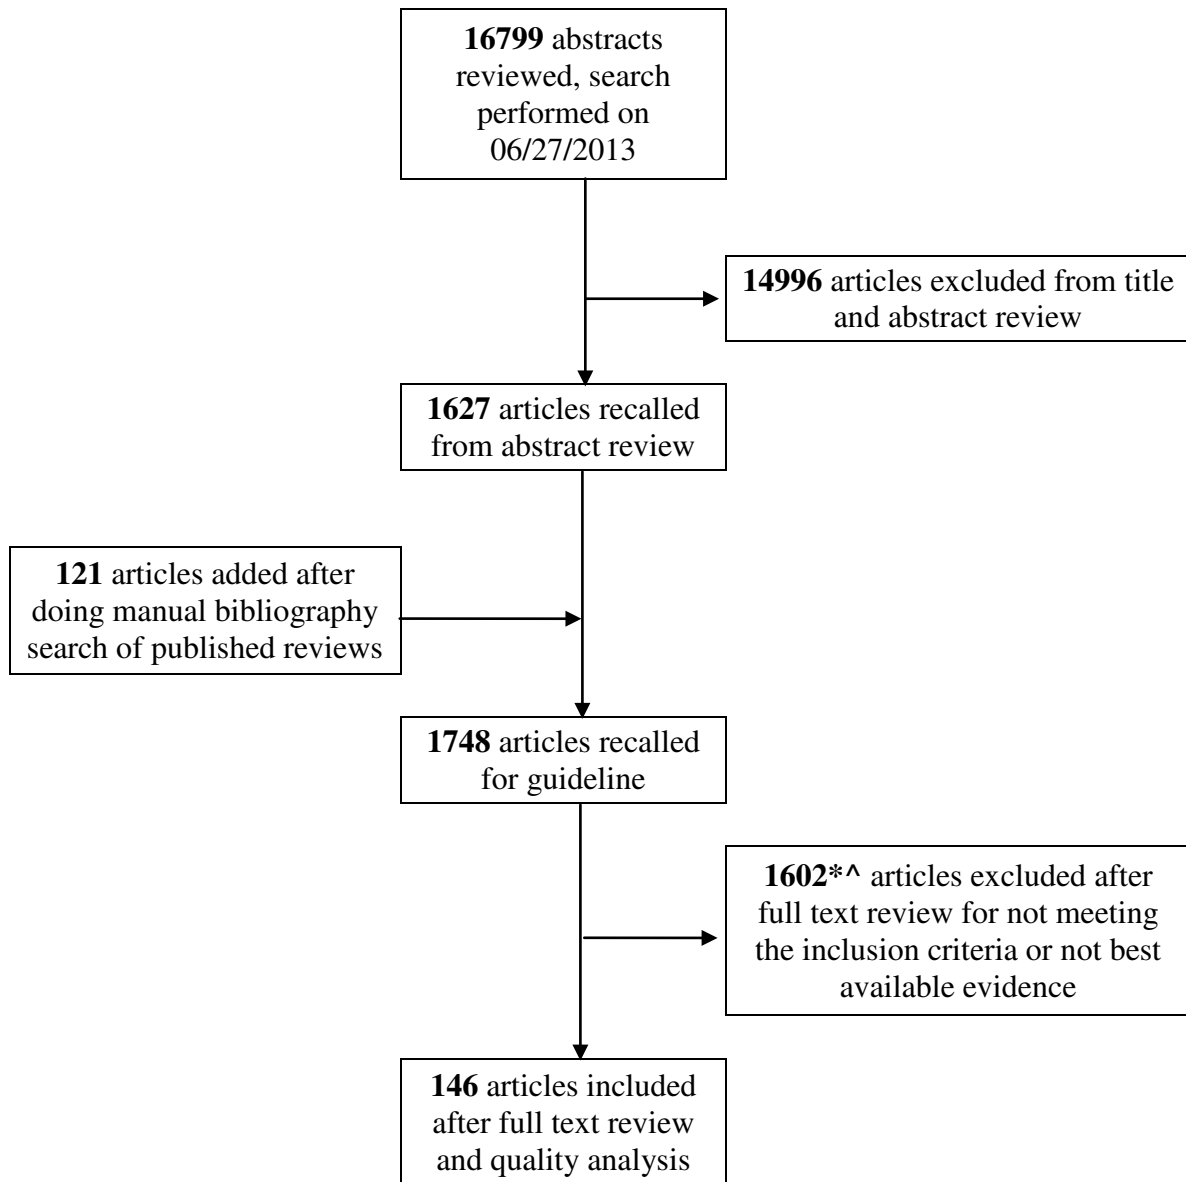 16799 abstracts
reviewed, search
performed on
06/27/2013
14996 articles excluded from title
and abstract review
1627 articles recalled
from abstract review
121 articles added after
doing manual bibliography
search of published reviews
1748 articles recalled
for guideline
1602*^ articles excluded after
full text review for not meeting
the inclusion criteria or not best
available evidence
146 articles included
after full text review
and quality analysis